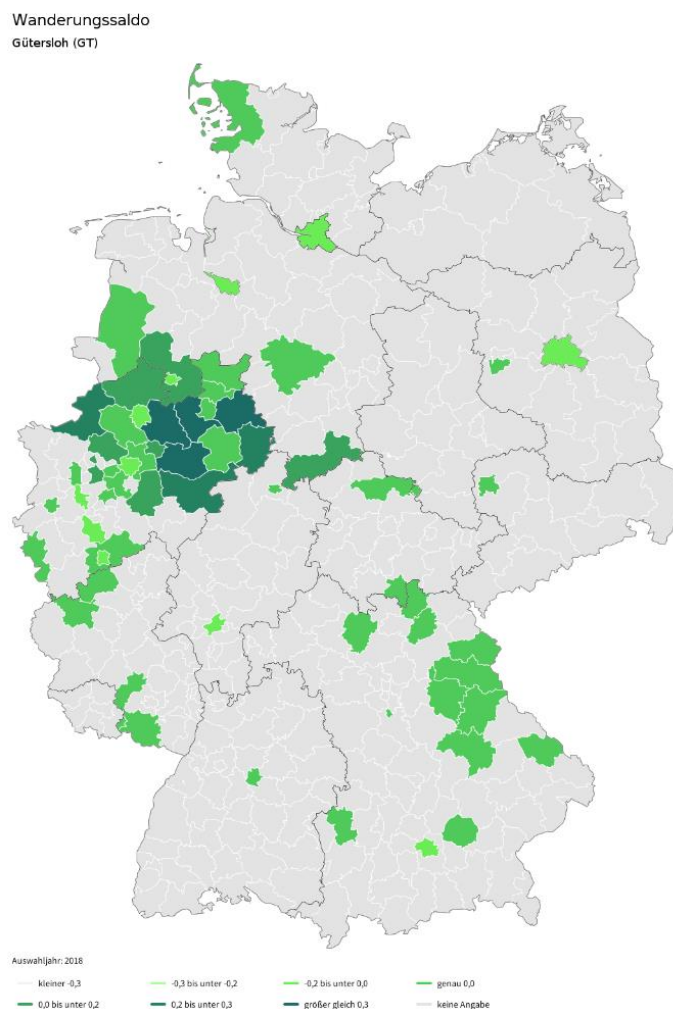 Wanderungssaldo
Gütersloh (GT)
Auswahljahr: 2018
kleiner -0,3
-0,3 bis unter -0,2
-0,2 bis unter 0,0
genau 0,0
0,0 bis unter 0,2
0,2 bis unter 0,3
größer gleich 0,3
keine Angabe